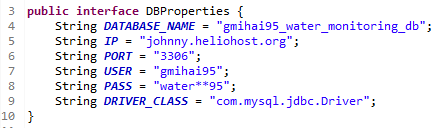 3 public interface DBProperties {
4 String DATABASE_NAME = "gmihai95_water_monitoring_db";
5 String IP = "johnny.heliohost.org";
6 String PORT = "3306";
7 String USER = "gmihai95";
8 String PASS = "water**95";
9 String DRIVER_CLASS = "com.mysql.jdbc.Driver";
10 }